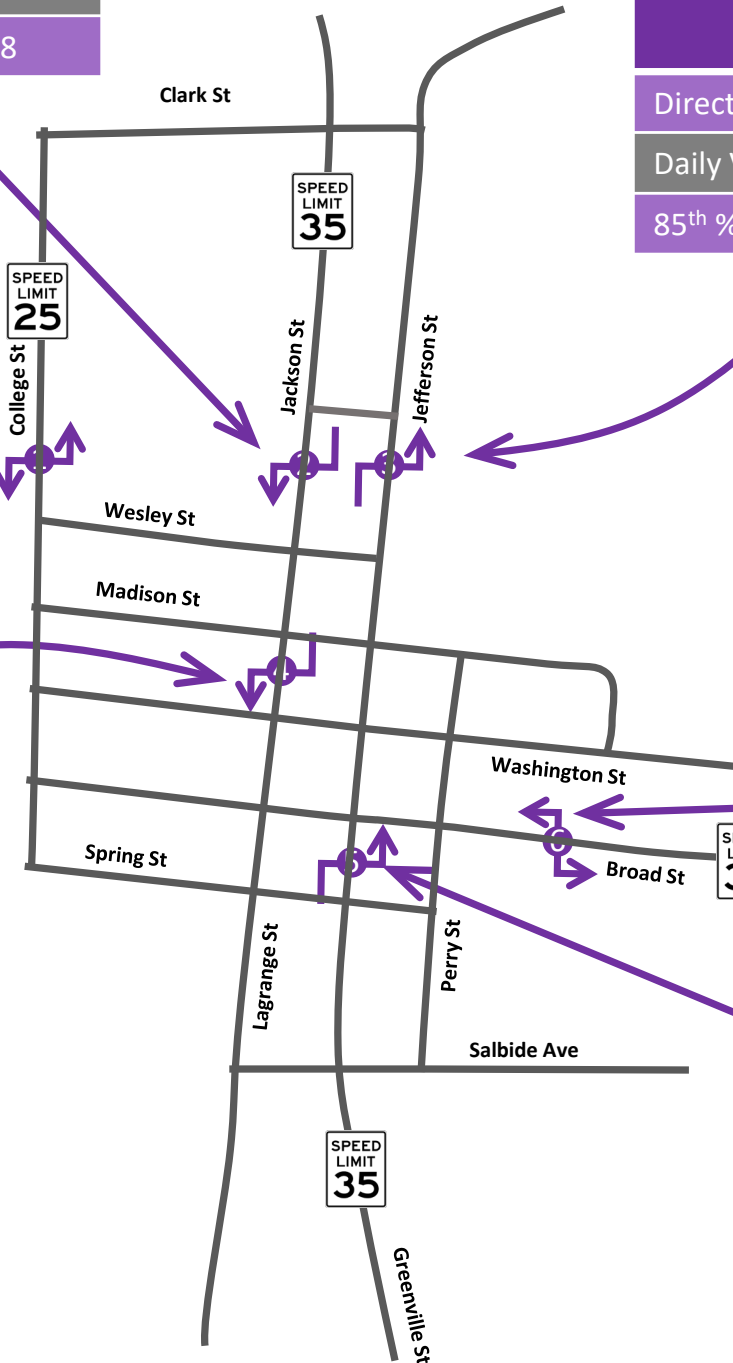 8
Direct
Daily
85th %
Clark St
SPEED
LIMIT
35
SPEED
LIMIT
25
College St
Jackson St
Jefferson St
Wesley St
Madison St
Washington St
Broad St
Spring St
Lagrange St
Perry St
Salbide Ave
SPEED
LIMIT
35
Greenville St